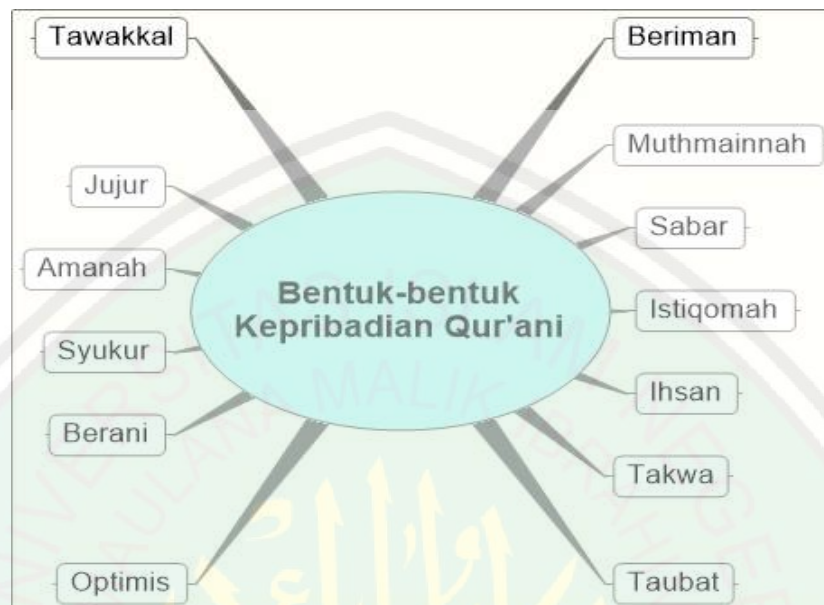 Tawakkal
Beriman
Jujur
Muthmainnah
Amanah
Sabar
Bentuk-bentuk
Kepribadian Qur'ani
Istiqomah
Syukur
Ihsan
Berani
Takwa
Optimis
Taubat